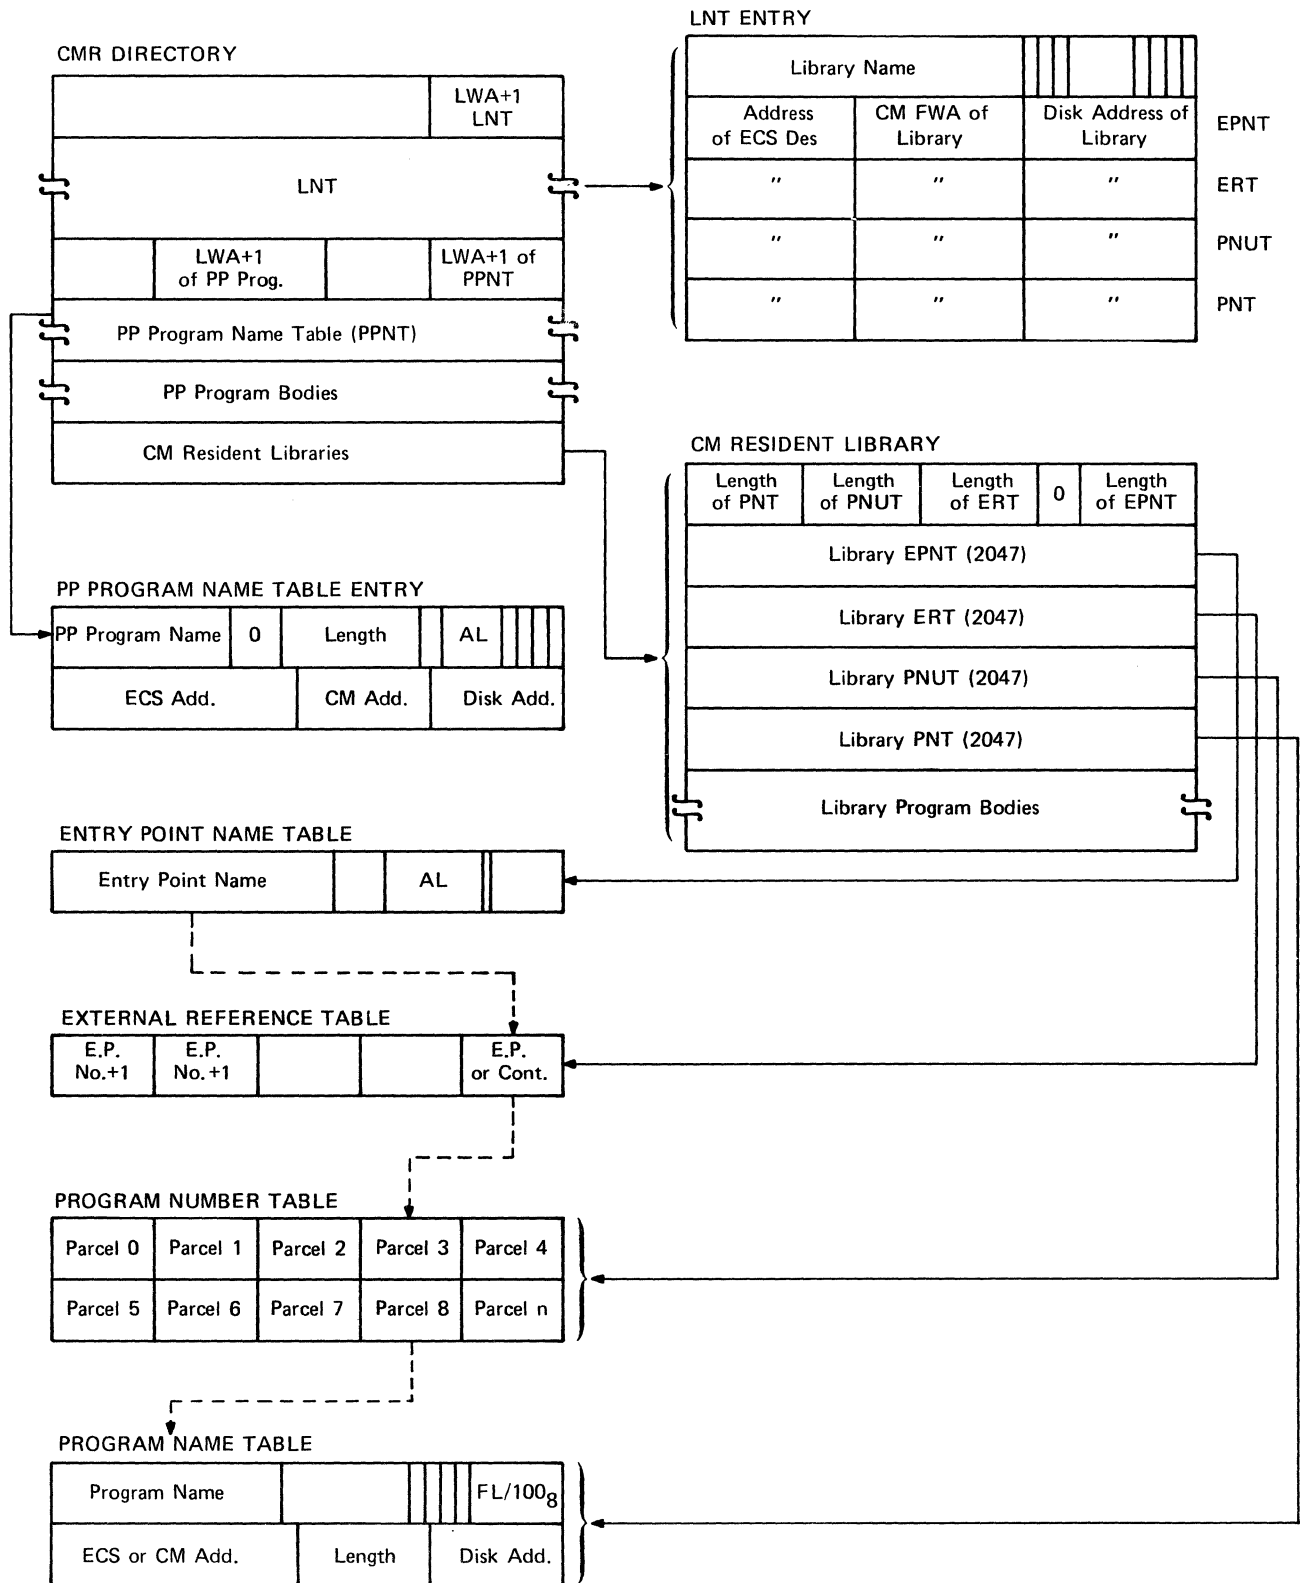 CMR DIRECTORY
LWA+1
LNT
LNT
LWA+1
of PP Prog.
LWA+1 of
PPNT
PP Program Name Table (PPNT)
PP Program Bodies
CM Resident Libraries
LNT ENTRY
Library Name
Address
of ECS Des
CM FWA of
Library
Disk Address of
Library
EPNT
" " "
ERT
" " "
PNUT
" " "
PNT
CM RESIDENT LIBRARY
Length
of PNT
Length
of PNUT
Length
of ERT
0
Length
of EPNT
Library EPNT (2047)
Library ERT (2047)
Library PNUT (2047)
Library PNT (2047)
Library Program Bodies
PP PROGRAM NAME TABLE ENTRY
PP Program Name 0 Length AL
ECS Add. CM Add. Disk Add.
ENTRY POINT NAME TABLE
Entry Point Name AL
EXTERNAL REFERENCE TABLE
E.P.
No.+1
E.P.
No.+1
E.P.
or Cont.
PROGRAM NUMBER TABLE
Parcel 0 Parcel 1 Parcel 2 Parcel 3 Parcel 4
Parcel 5 Parcel 6 Parcel 7 Parcel 8 Parcel n
PROGRAM NAME TABLE
Program Name FL/100₈
ECS or CM Add. Length Disk Add.